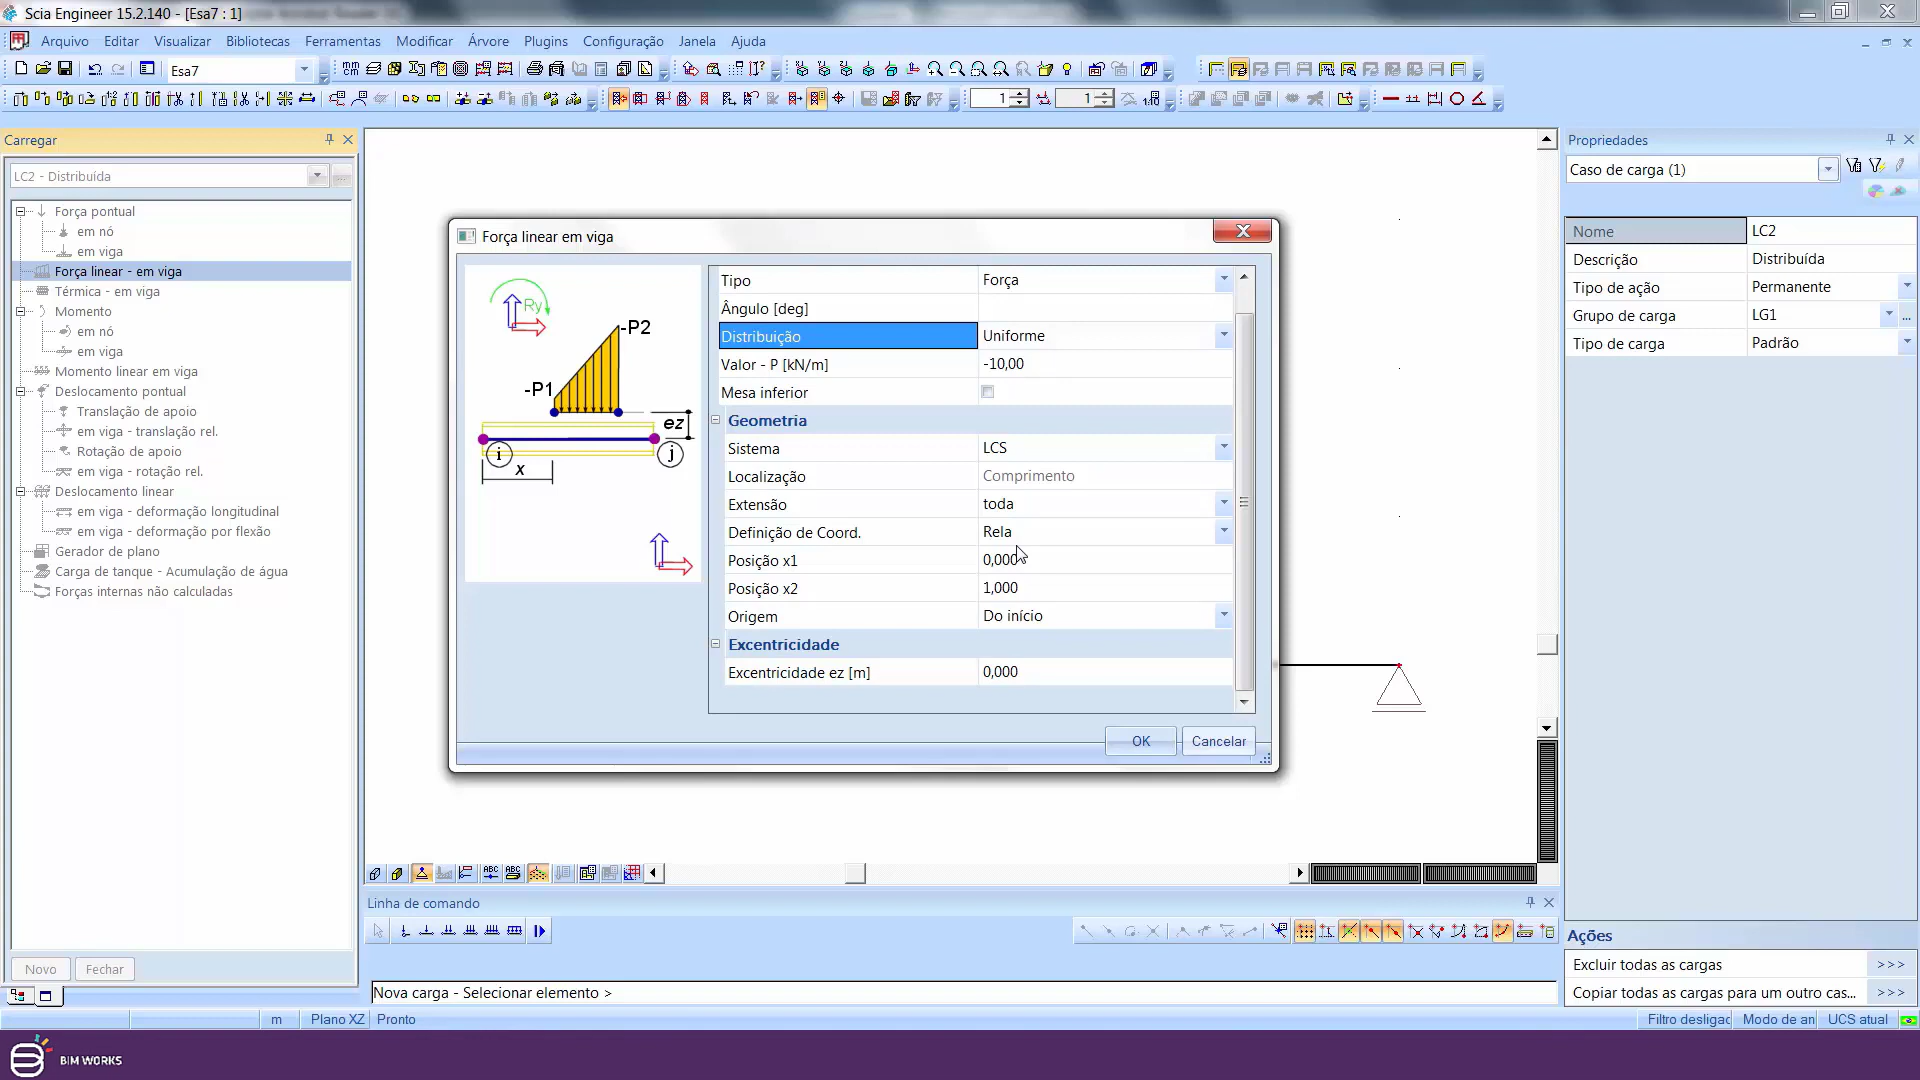 Scia Engineer 15.2.140 - [Esa7 : 1]
Arquivo Editar Visualizar Bibliotecas Ferramentas Modificar Árvore Plugins Configuração Janela Ajuda
Esa7
1 1
Carregar
LC2 - Distribuída
Força pontual
em nó
em viga
Força linear - em viga
Térmica - em viga
Momento
em nó
em viga
Momento linear em viga
Deslocamento pontual
Translação de apoio
em viga - translação rel.
Rotação de apoio
em viga - rotação rel.
Deslocamento linear
em viga - deformação longitudinal
em viga - deformação por flexão
Gerador de plano
Carga de tanque - Acumulação de água
Forças internas não calculadas
Novo Fechar
Força linear em viga
Ry
-P2
-P1
ez
i
j
x
Tipo Força
Ângulo [deg]
Distribuição Uniforme
Valor - P [kN/m] -10,00
Mesa inferior
Geometria
Sistema LCS
Localização Comprimento
Extensão toda
Definição de Coord. Rela
Posição x1 0,000
Posição x2 1,000
Origem Do início
Excentricidade
Excentricidade ez [m] 0,000
OK Cancelar
Propriedades
Caso de carga (1)
Nome LC2
Descrição Distribuída
Tipo de ação Permanente
Grupo de carga LG1 ...
Tipo de carga Padrão
Ações
Excluir todas as cargas >>>
Copiar todas as cargas para um outro cas... >>>
Linha de comando
Nova carga - Selecionar elemento >
m Plano XZ Pronto Filtro desligac Modo de an UCS atual
BIM WORKS